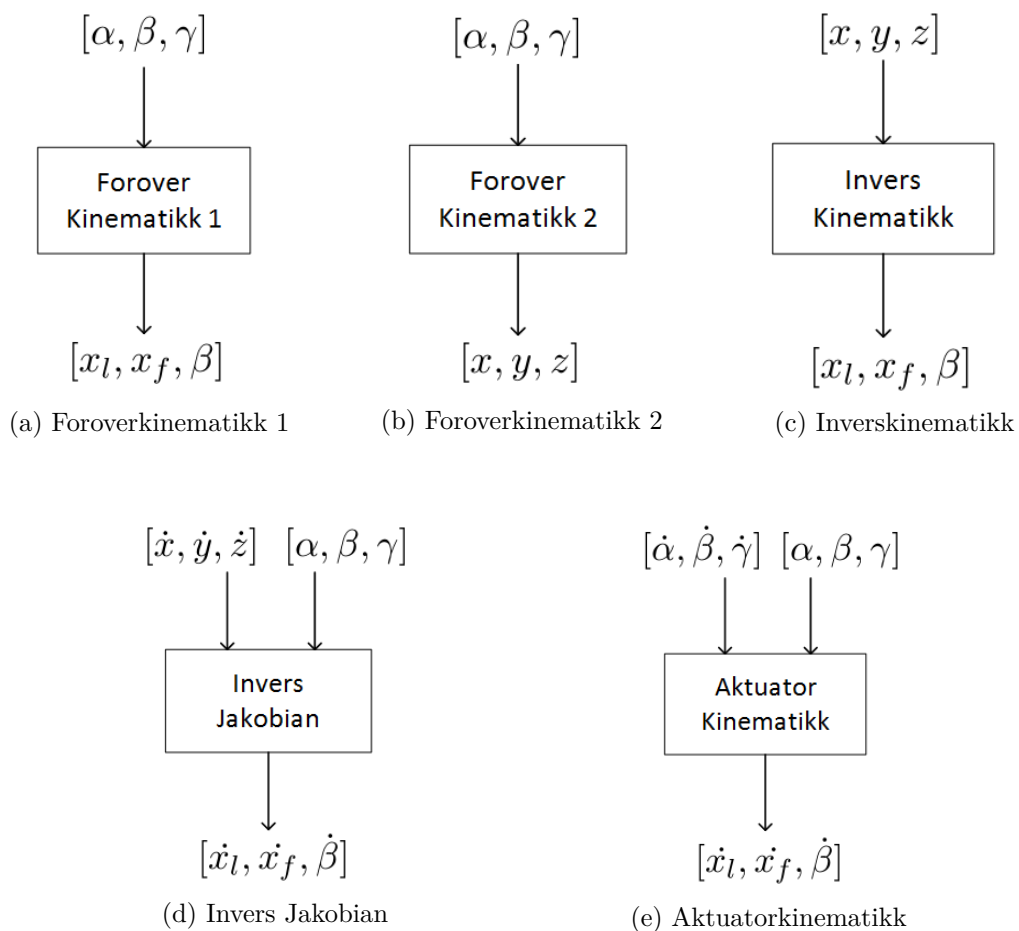 [α, β, γ]
Forover
Kinematikk 1
[x_l, x_f, β]
(a) Foroverkinematikk 1
[α, β, γ]
Forover
Kinematikk 2
[x, y, z]
(b) Foroverkinematikk 2
[x, y, z]
Invers
Kinematikk
[x_l, x_f, β]
(c) Inverskinematikk
[ẋ, ẏ, ż] [α, β, γ]
Invers
Jakobian
[ẋ_l, ẋ_f, β̇]
(d) Invers Jakobian
[α̇, β̇, γ̇] [α, β, γ]
Aktuator
Kinematikk
[ẋ_l, ẋ_f, β̇]
(e) Aktuatorkinematikk